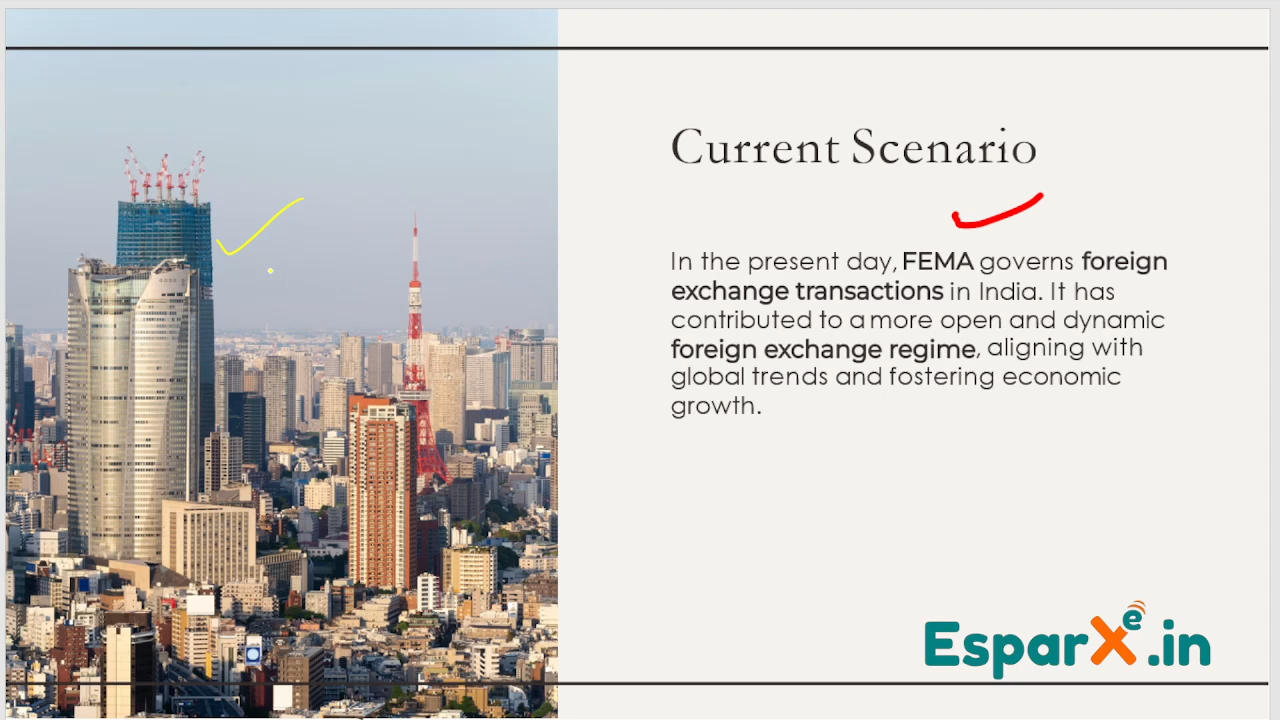 Current Scenario
In the present day, FEMA governs foreign
exchange transactions in India. It has
contributed to a more open and dynamic
foreign exchange regime, aligning with
global trends and fostering economic
growth.
EsparXe.in